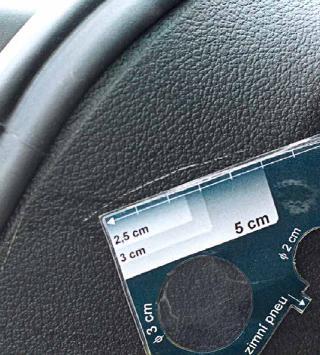 2,5 cm
3 cm
5 cm
ϕ 3 cm
ϕ 2 cm
zimní pneu